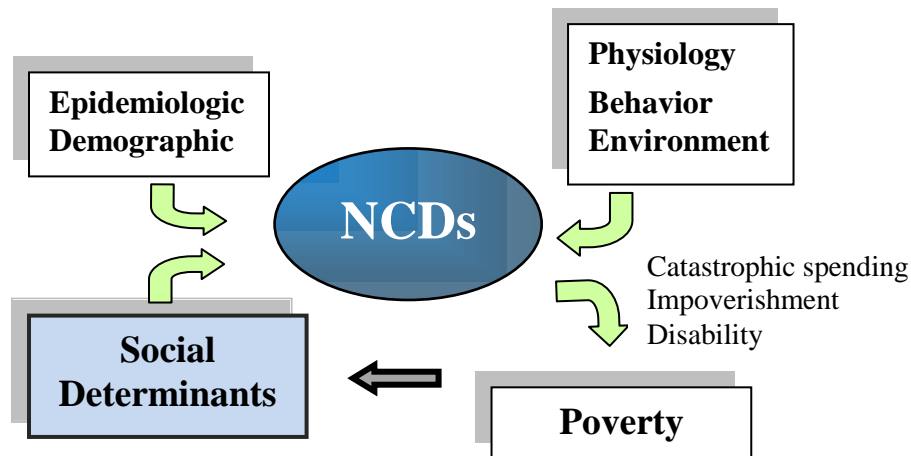 Epidemiologic
Demographic
Physiology
Behavior
Environment
NCDs
Catastrophic spending
Impoverishment
Disability
Social
Determinants
Poverty